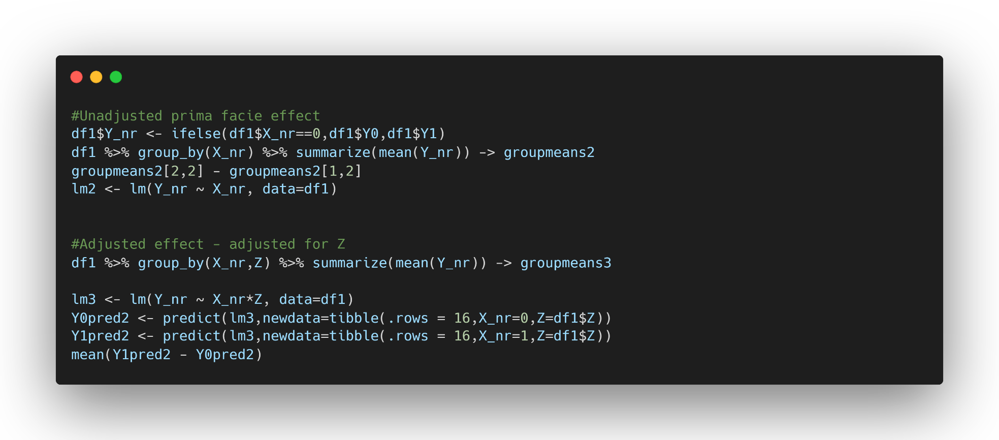 #Unadjusted prima facie effect
df1$Y_nr <- ifelse(df1$X_nr==0,df1$Y0,df1$Y1)
df1 %>% group_by(X_nr) %>% summarize(mean(Y_nr)) -> groupmeans2
groupmeans2[2,2] - groupmeans2[1,2]
lm2 <- lm(Y_nr ~ X_nr, data=df1)
#Adjusted effect - adjusted for Z
df1 %>% group_by(X_nr,Z) %>% summarize(mean(Y_nr)) -> groupmeans3
lm3 <- lm(Y_nr ~ X_nr*Z, data=df1)
Y0pred2 <- predict(lm3,newdata=tibble(.rows = 16,X_nr=0,Z=df1$Z))
Y1pred2 <- predict(lm3,newdata=tibble(.rows = 16,X_nr=1,Z=df1$Z))
mean(Y1pred2 - Y0pred2)